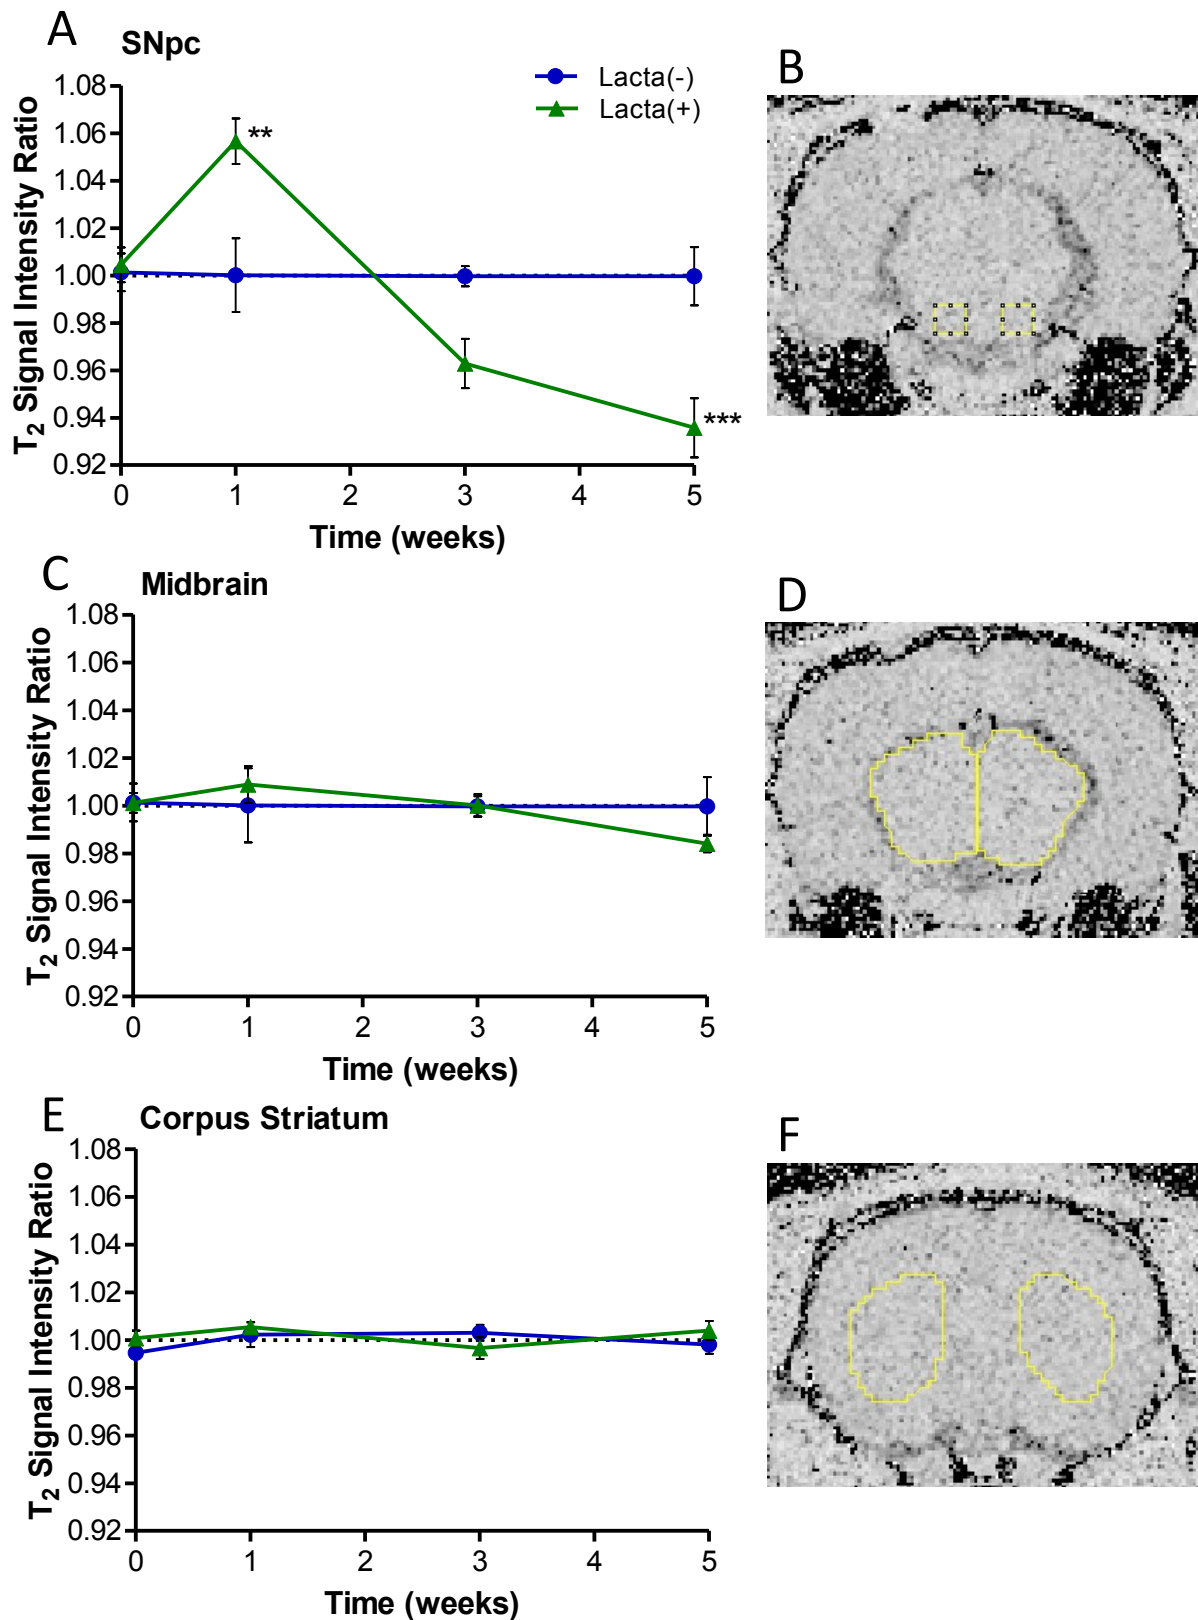 A
SNpc
Lacta(-)
Lacta(+)
1.08
1.06
1.04
1.02
1.00
0.98
0.96
0.94
0.92
**
***
T2 Signal Intensity Ratio
0 1 2 3 4 5
Time (weeks)
B
C
Midbrain
1.08
1.06
1.04
1.02
1.00
0.98
0.96
0.94
0.92
T2 Signal Intensity Ratio
0 1 2 3 4 5
Time (weeks)
D
E
Corpus Striatum
1.08
1.06
1.04
1.02
1.00
0.98
0.96
0.94
0.92
T2 Signal Intensity Ratio
0 1 2 3 4 5
Time (weeks)
F